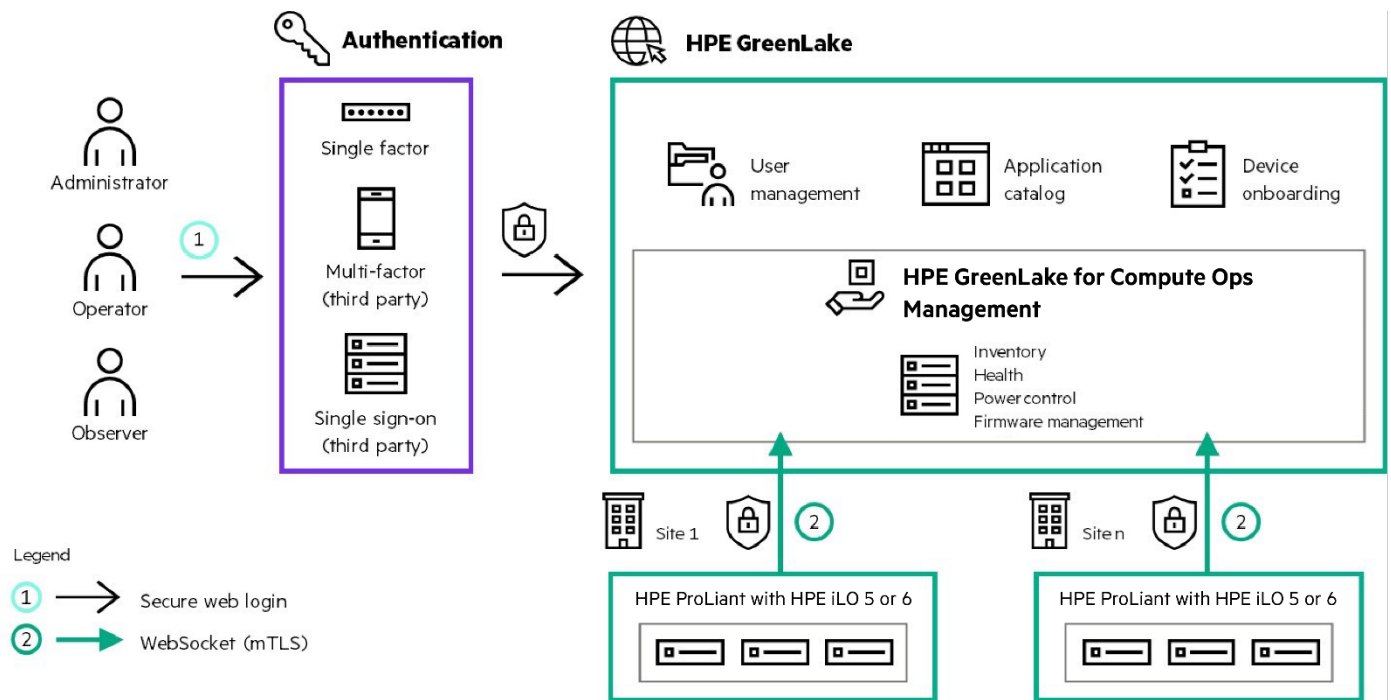 Authentication
HPE GreenLake
Administrator
Operator
Observer
1
Single factor
Multi-factor
(third party)
Single sign-on
(third party)
User
management
Application
catalog
Device
onboarding
HPE GreenLake for Compute Ops
Management
Inventory
Health
Power control
Firmware management
Site 1
2
Site n
2
HPE ProLiant with HPE iLO 5 or 6
HPE ProLiant with HPE iLO 5 or 6
Legend
1 Secure web login
2 WebSocket (mTLS)